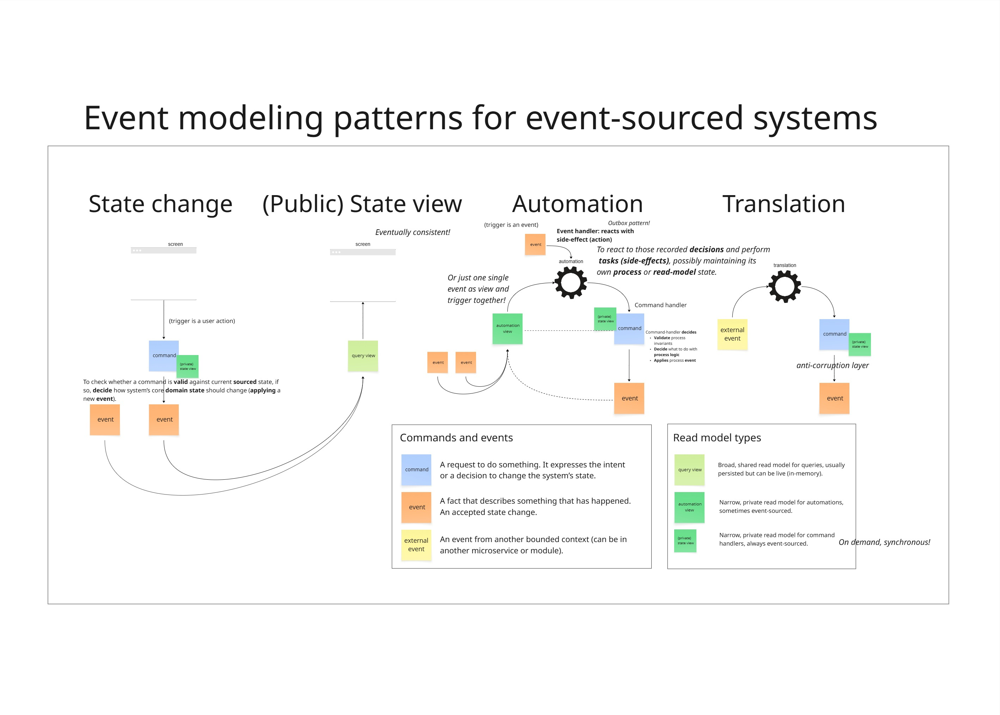 Event modeling patterns for event-sourced systems
State change
screen
(trigger is a user action)
command
(private)
state view
To check whether a command is valid against current sourced state, if
so, decide how system's core domain state should change (applying a
new event).
event
event
(Public) State view
Eventually consistent!
screen
query view
Automation
(trigger is an event)
Outbox pattern!
Event handler: reacts with
side-effect (action)
event
To react to those recorded decisions and perform
tasks (side-effects), possibly maintaining its
own process or read-model state.
automation
Or just one single
event as view and
trigger together!
Command handler
automation
view
(private)
state view
command
Command-handler decides
• Validate process
invariants
• Decide what to do with
process logic
• Applies process event
event
event
event
Translation
translation
external
event
command
(private)
state view
anti-corruption layer
event
Commands and events
command
A request to do something. It expresses the intent
or a decision to change the system's state.
event
A fact that describes something that has happened.
An accepted state change.
external
event
An event from another bounded context (can be in
another microservice or module).
Read model types
query view
Broad, shared read model for queries, usually
persisted but can be live (in-memory).
automation
view
Narrow, private read model for automations,
sometimes event-sourced.
(private)
state view
Narrow, private read model for command
handlers, always event-sourced.
On demand, synchronous!